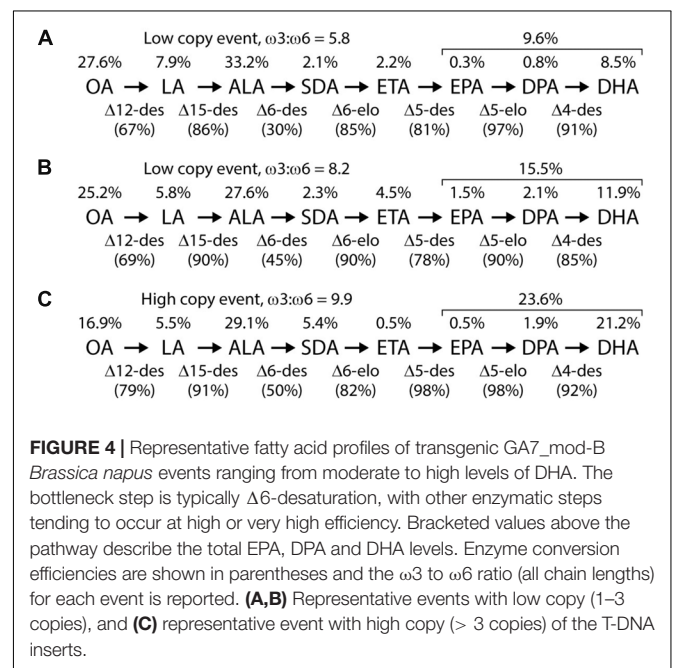 A
Low copy event, ω3:ω6 = 5.8 9.6%
27.6% 7.9% 33.2% 2.1% 2.2% 0.3% 0.8% 8.5%
OA → LA → ALA → SDA → ETA → EPA → DPA → DHA
Δ12-des Δ15-des Δ6-des Δ6-elo Δ5-des Δ5-elo Δ4-des
(67%) (86%) (30%) (85%) (81%) (97%) (91%)
B
Low copy event, ω3:ω6 = 8.2 15.5%
25.2% 5.8% 27.6% 2.3% 4.5% 1.5% 2.1% 11.9%
OA → LA → ALA → SDA → ETA → EPA → DPA → DHA
Δ12-des Δ15-des Δ6-des Δ6-elo Δ5-des Δ5-elo Δ4-des
(69%) (90%) (45%) (90%) (78%) (90%) (85%)
C
High copy event, ω3:ω6 = 9.9 23.6%
16.9% 5.5% 29.1% 5.4% 0.5% 0.5% 1.9% 21.2%
OA → LA → ALA → SDA → ETA → EPA → DPA → DHA
Δ12-des Δ15-des Δ6-des Δ6-elo Δ5-des Δ5-elo Δ4-des
(79%) (91%) (50%) (82%) (98%) (98%) (92%)
FIGURE 4 | Representative fatty acid profiles of transgenic GA7_mod-B
Brassica napus events ranging from moderate to high levels of DHA. The
bottleneck step is typically Δ6-desaturation, with other enzymatic steps
tending to occur at high or very high efficiency. Bracketed values above the
pathway describe the total EPA, DPA and DHA levels. Enzyme conversion
efficiencies are shown in parentheses and the ω3 to ω6 ratio (all chain lengths)
for each event is reported. (A,B) Representative events with low copy (1–3
copies), and (C) representative event with high copy (> 3 copies) of the T-DNA
inserts.